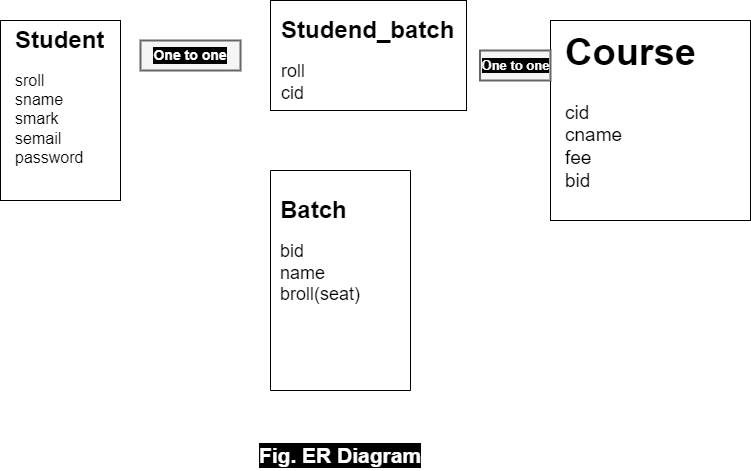 Student
sroll
sname
smark
semail
password
One to one
Studend_batch
roll
cid
One to one
Course
cid
cname
fee
bid
Batch
bid
name
broll(seat)
Fig. ER Diagram